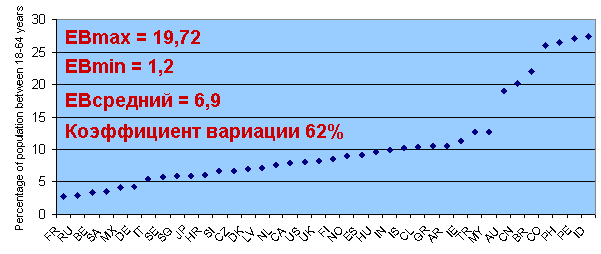 Percentage of population between 18-64 years
30
25
20
15
10
5
0
EBmax = 19,72
EBmin = 1,2
EBсредний = 6,9
Коэффициент вариации 62%
FR RU BE SA MX DE IT SE SG JP HR SI CZ DK LV NL CA US UK FI NO ES HU IN IS CL GR AR IE TR MY AU CN BR CO PH PE ID